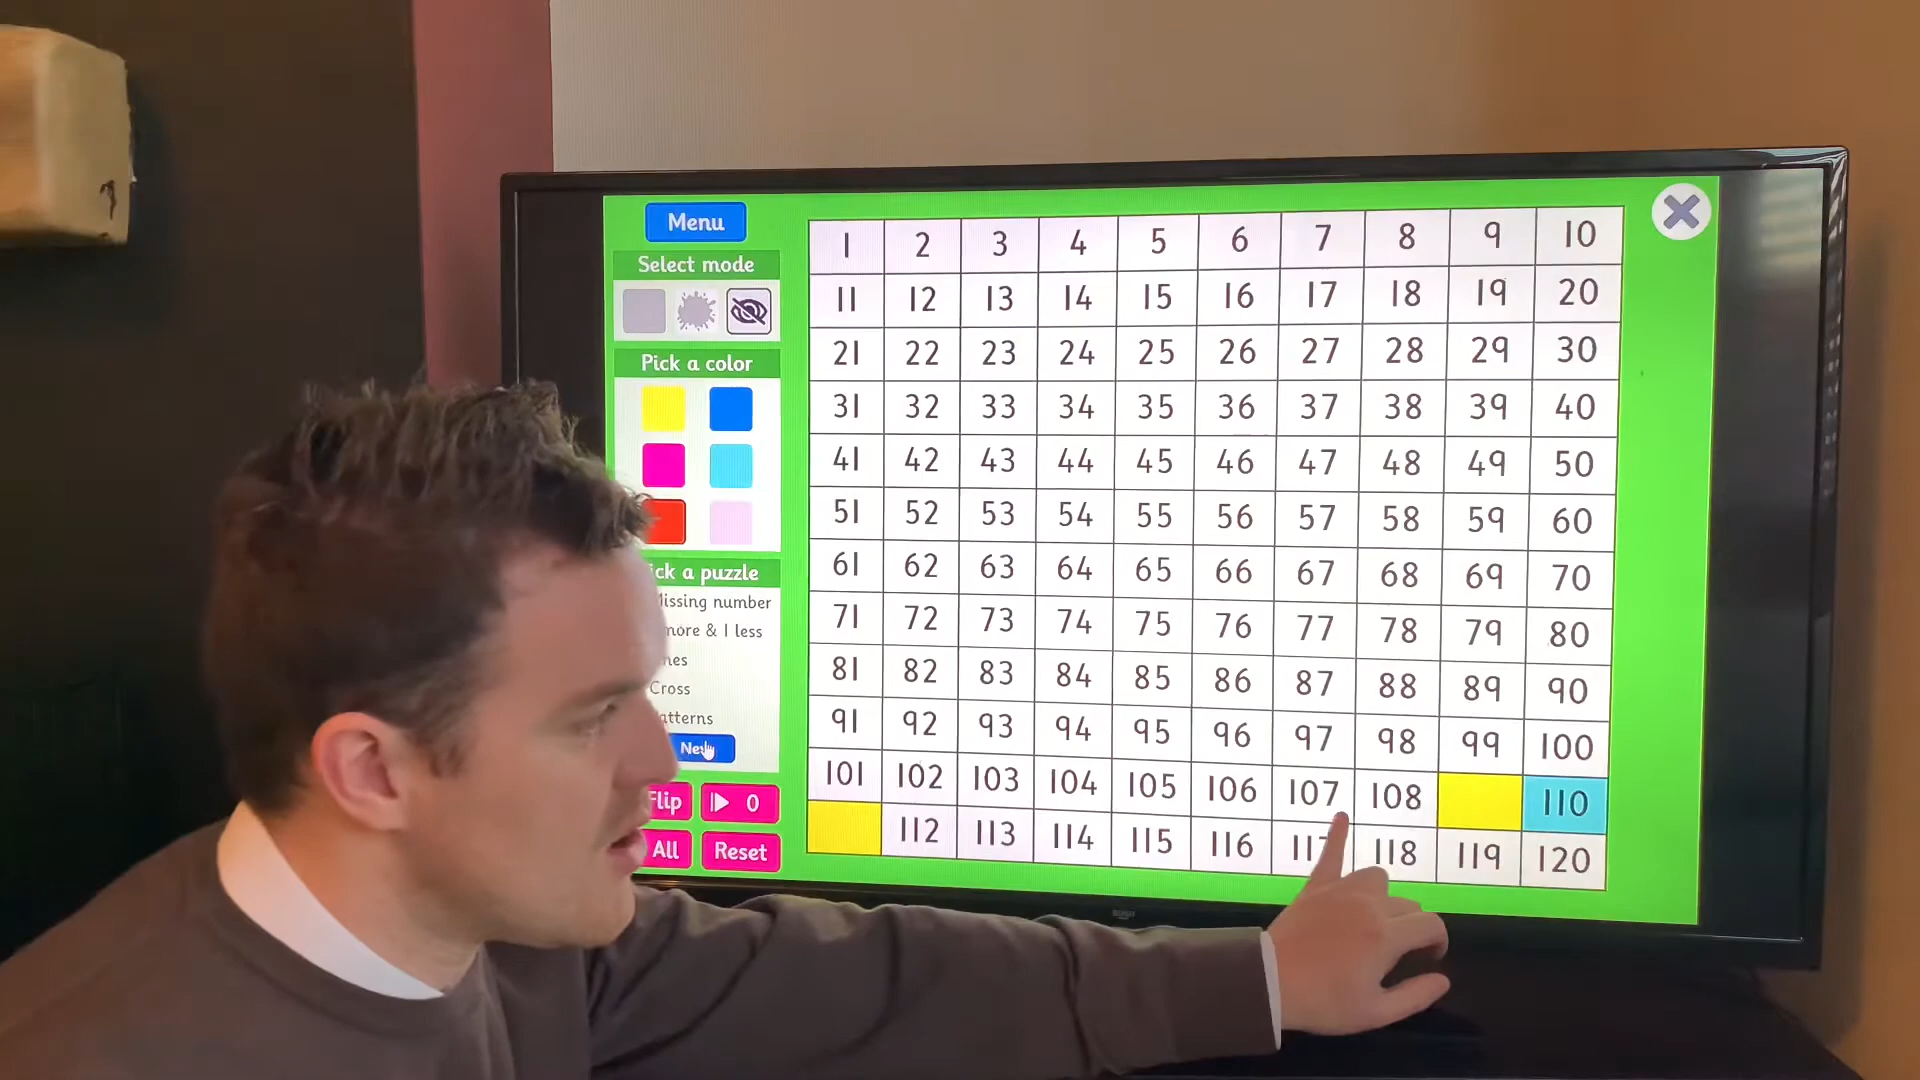 Menu
Select mode
Pick a color
ick a puzzle
issing number
more & 1 less
nes
Cross
atterns
New
Flip 0
All Reset
1 2 3 4 5 6 7 8 9 10
11 12 13 14 15 16 17 18 19 20
21 22 23 24 25 26 27 28 29 30
31 32 33 34 35 36 37 38 39 40
41 42 43 44 45 46 47 48 49 50
51 52 53 54 55 56 57 58 59 60
61 62 63 64 65 66 67 68 69 70
71 72 73 74 75 76 77 78 79 80
81 82 83 84 85 86 87 88 89 90
91 92 93 94 95 96 97 98 99 100
101 102 103 104 105 106 107 108 110
112 113 114 115 116 117 118 119 120